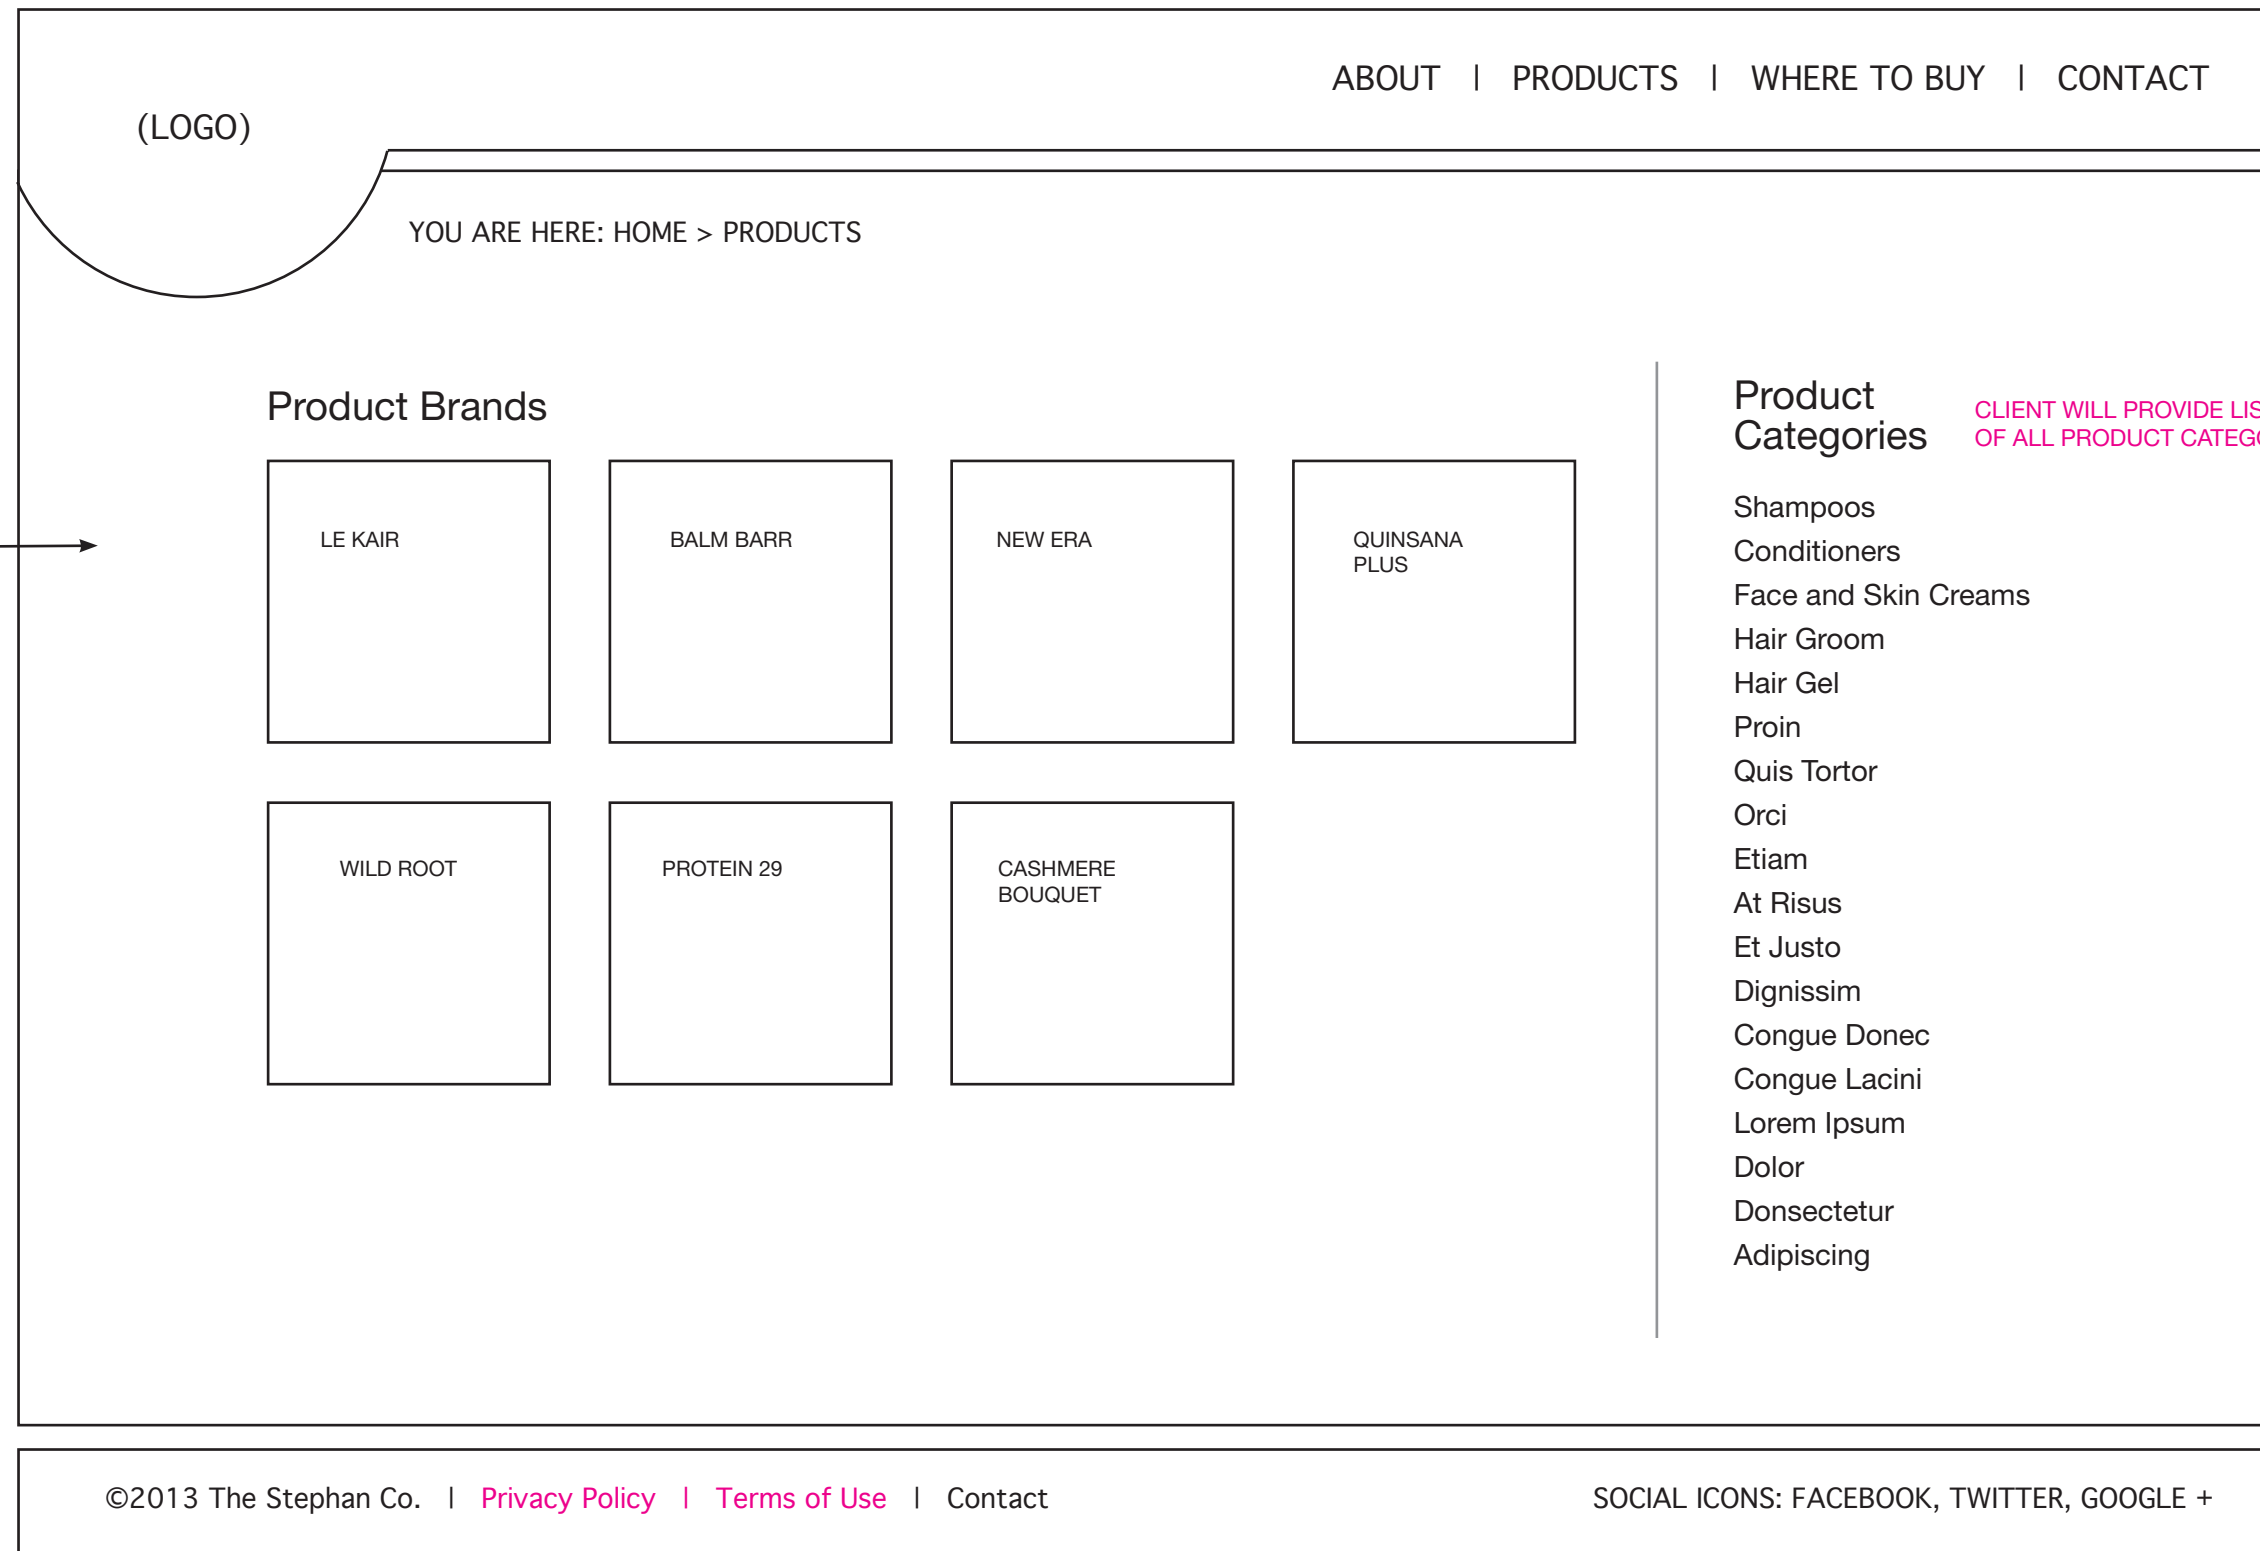 ABOUT | PRODUCTS | WHERE TO BUY | CONTACT
(LOGO)
YOU ARE HERE: HOME > PRODUCTS
Product Brands
LE KAIR
BALM BARR
NEW ERA
QUINSANA
PLUS
WILD ROOT
PROTEIN 29
CASHMERE
BOUQUET
Product
Categories
CLIENT WILL PROVIDE
OF ALL PRODUCT
Shampoos
Conditioners
Face and Skin Creams
Hair Groom
Hair Gel
Proin
Quis Tortor
Orci
Etiam
At Risus
Et Justo
Dignissim
Congue Donec
Congue Lacini
Lorem Ipsum
Dolor
Donsectetur
Adipiscing
©2013 The Stephan Co. | Privacy Policy | Terms of Use | Contact
SOCIAL ICONS: FACEBOOK, TWITTER, GOOGLE +